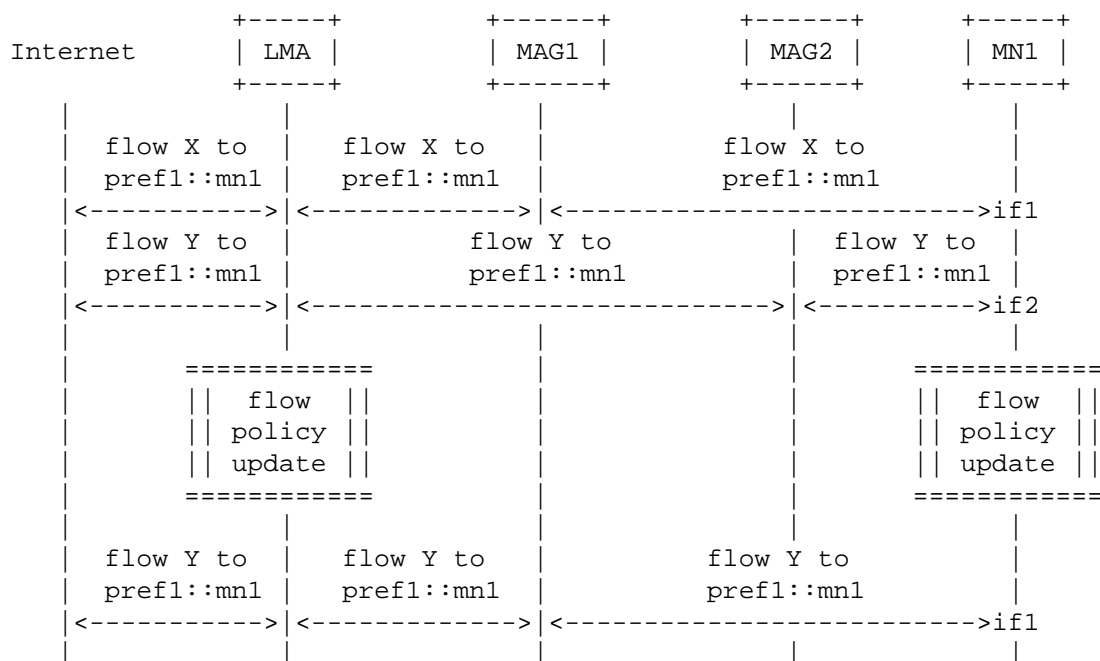 Internet LMA MAG1 MAG2 MN1
flow X to flow X to flow X to
pref1::mn1 pref1::mn1 pref1::mn1
if1
flow Y to flow Y to flow Y to
pref1::mn1 pref1::mn1 pref1::mn1
if2
flow flow
policy policy
update update
flow Y to flow Y to flow Y to
pref1::mn1 pref1::mn1 pref1::mn1
if1